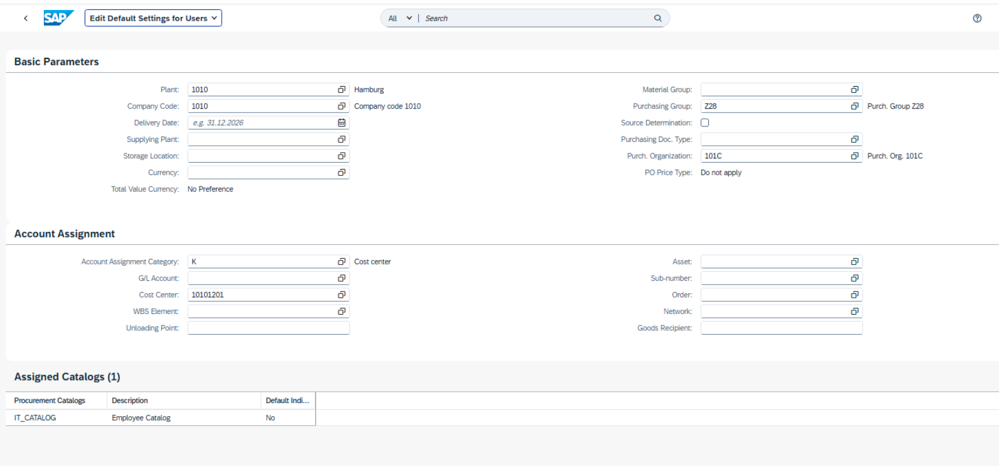 SAP Edit Default Settings for Users All Search
Basic Parameters
Plant: 1010 Hamburg
Company Code: 1010 Company code 1010
Delivery Date: e.g. 31.12.2026
Supplying Plant:
Storage Location:
Currency:
Total Value Currency: No Preference
Material Group:
Purchasing Group: Z28 Purch. Group Z28
Source Determination:
Purchasing Doc. Type:
Purch. Organization: 101C Purch. Org. 101C
PO Price Type: Do not apply
Account Assignment
Account Assignment Category: K Cost center
G/L Account:
Cost Center: 10101201
WBS Element:
Unloading Point:
Asset:
Sub-number:
Order:
Network:
Goods Recipient:
Assigned Catalogs (1)
Procurement Catalogs Description Default Indi...
IT_CATALOG Employee Catalog No